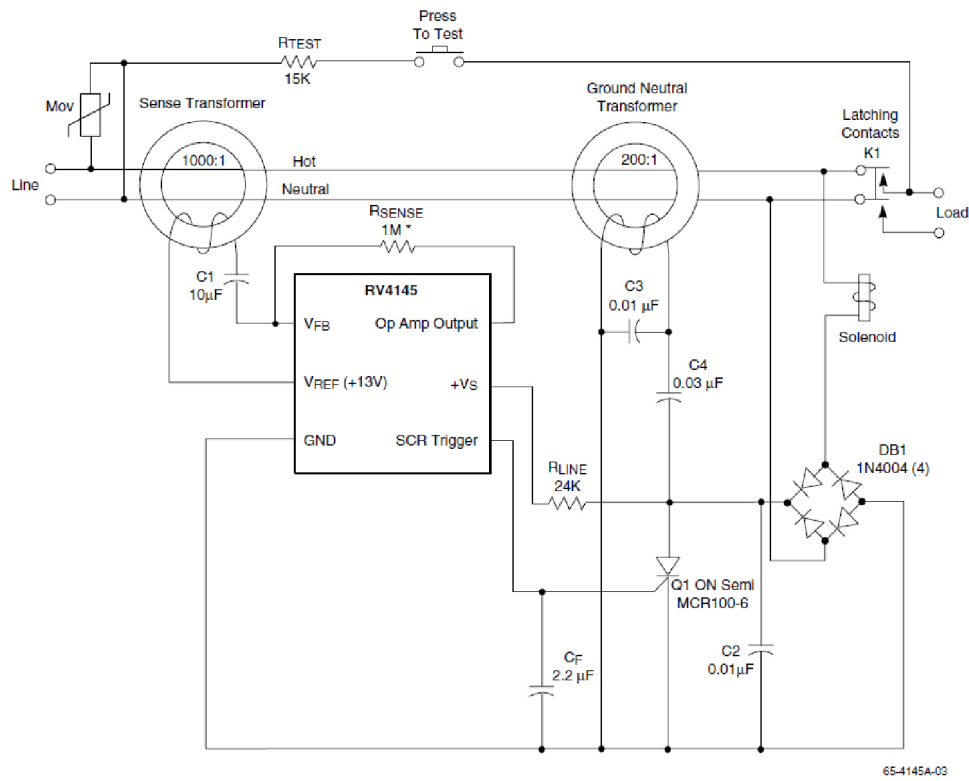 Press
To Test
RTEST
15K
Mov
Sense Transformer
Ground Neutral
Transformer
Latching
Contacts
K1
1000:1
Hot
200:1
Line
Neutral
Load
RSENSE
1M *
C1
10µF
RV4145
VFB
Op Amp Output
VREF (+13V)
+VS
GND
SCR Trigger
C3
0.01 µF
Solenoid
C4
0.03 µF
RLINE
24K
DB1
1N4004 (4)
Q1 ON Semi
MCR100-6
CF
2.2 µF
C2
0.01µF
65-4145A-03